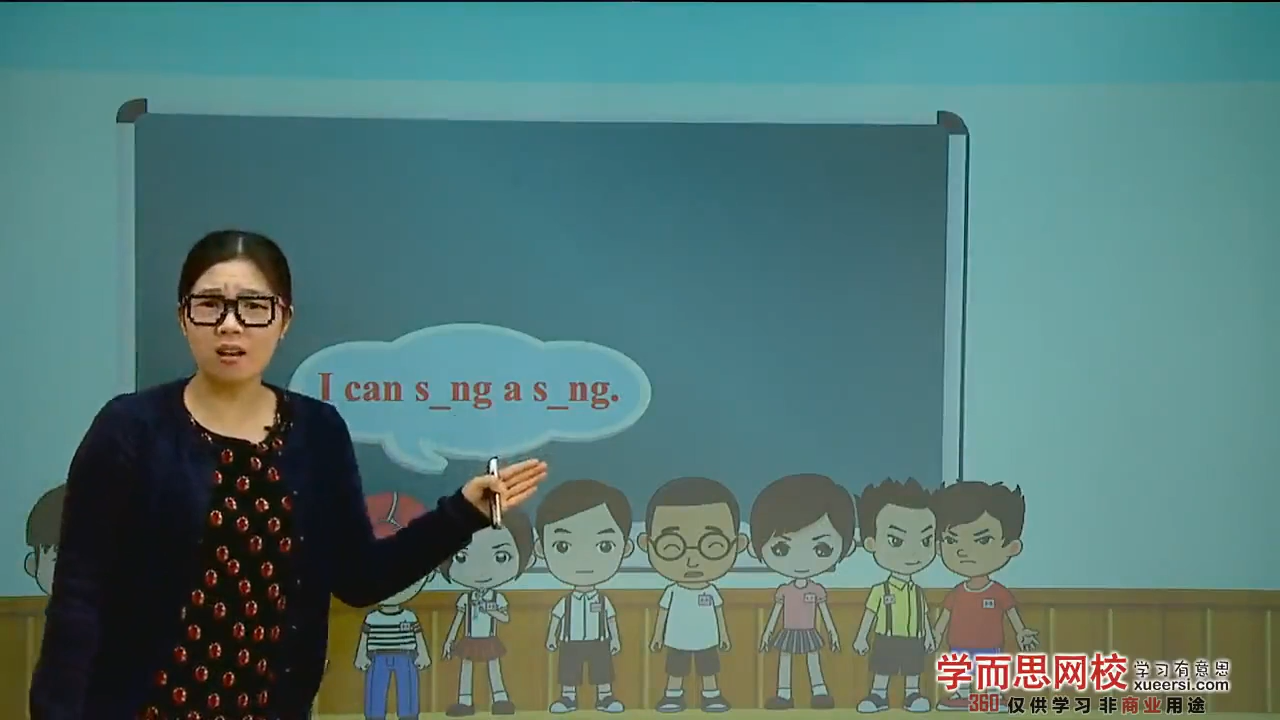 I can s_ng a s_ng.
学而思网校
学习有意思
xueersi.com
360 仅供学习 非商业用途